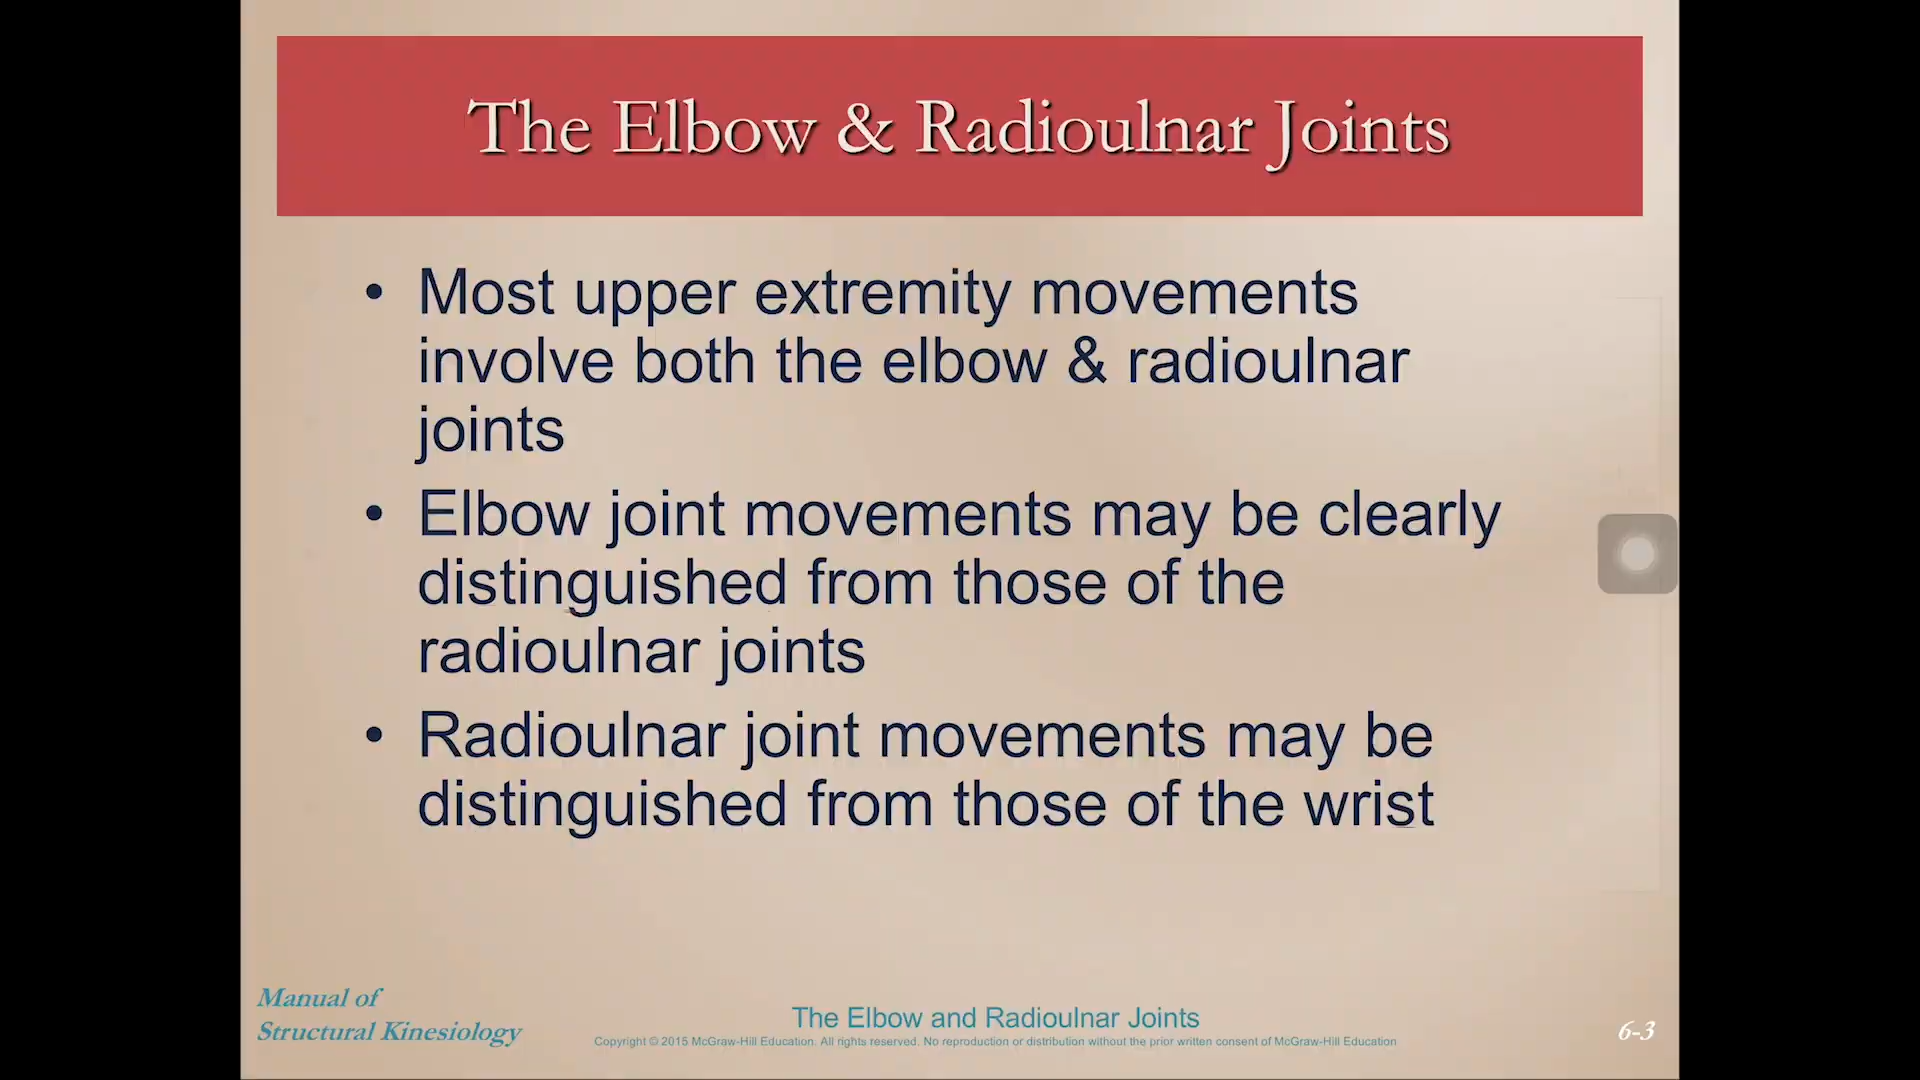 The Elbow & Radioulnar Joints
• Most upper extremity movements
involve both the elbow & radioulnar
joints
• Elbow joint movements may be clearly
distinguished from those of the
radioulnar joints
• Radioulnar joint movements may be
distinguished from those of the wrist
Manual of
Structural Kinesiology
The Elbow and Radioulnar Joints
Copyright © 2015 McGraw-Hill Education. All rights reserved. No reproduction or distribution without the prior written consent of McGraw-Hill Education
6-3